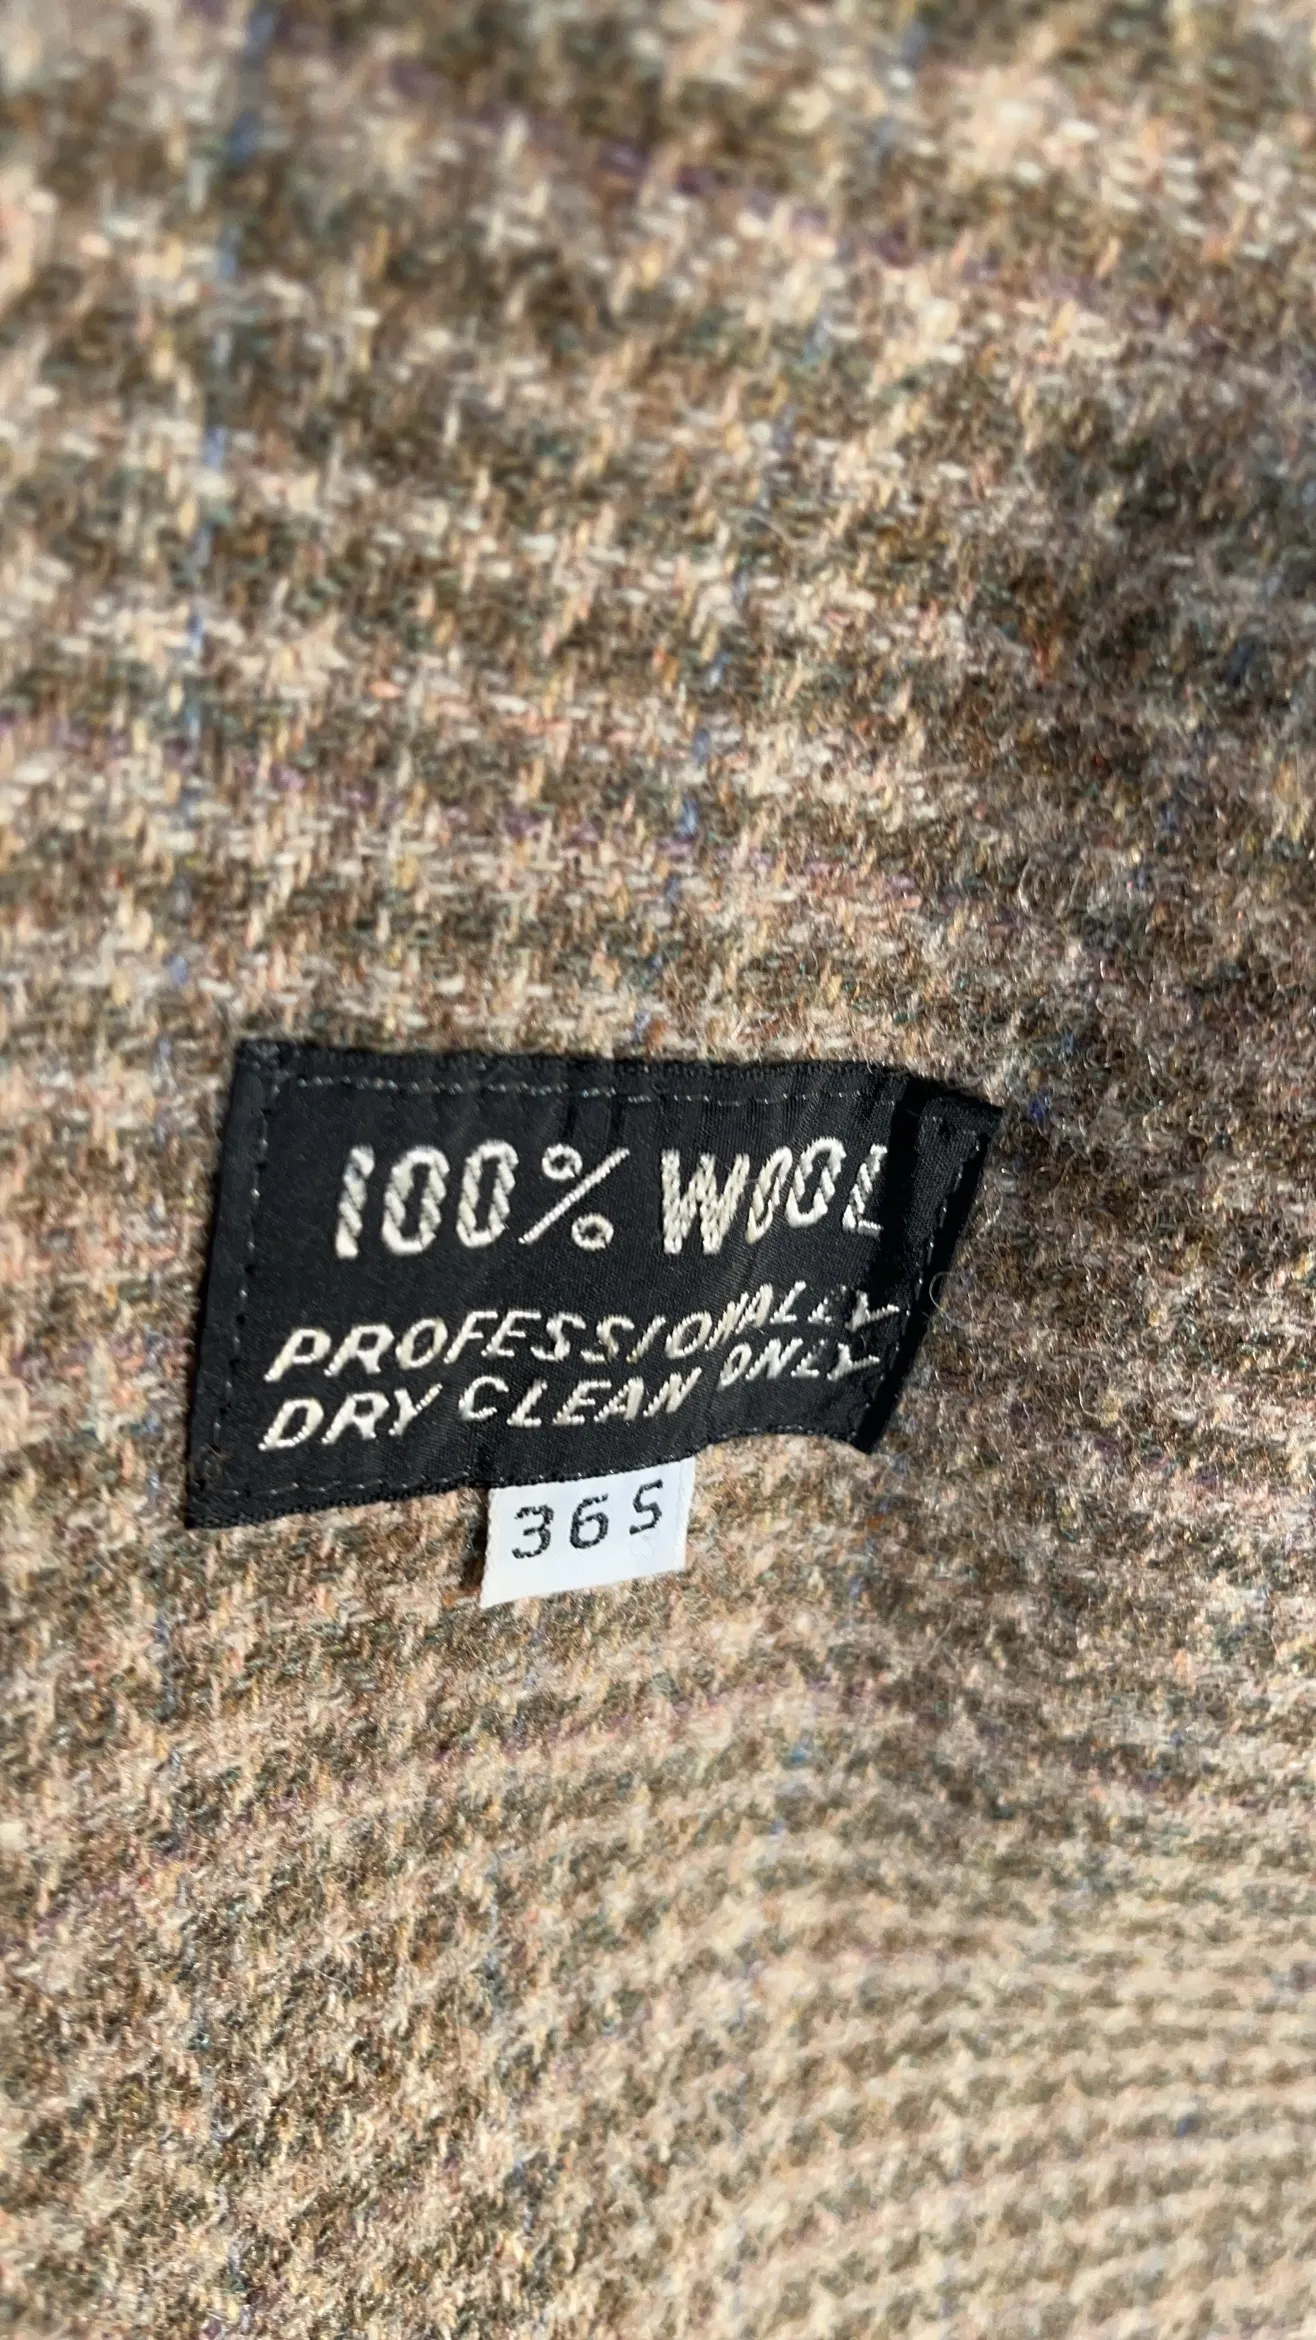 100% WOOL
PROFESSIONALLY
DRY CLEAN ONLY
36S